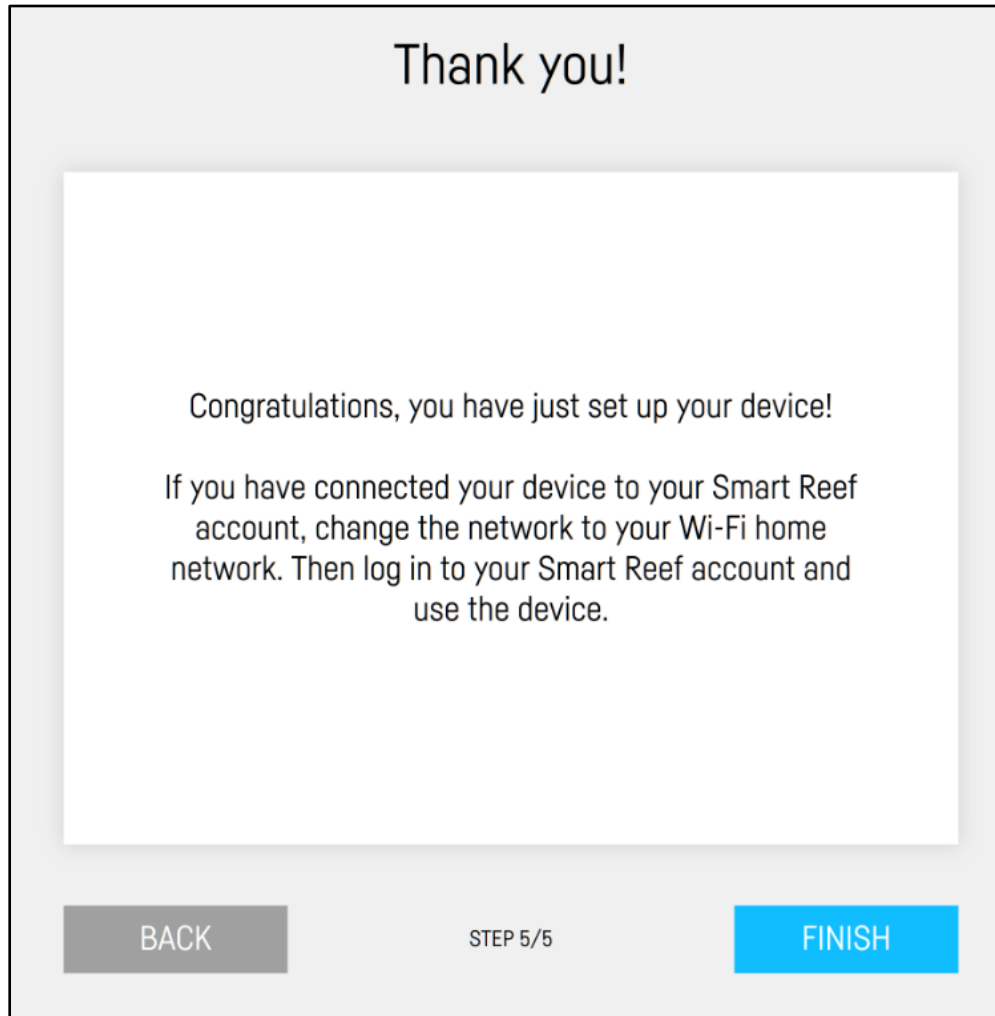 Thank you!
Congratulations, you have just set up your device!
If you have connected your device to your Smart Reef
account, change the network to your Wi-Fi home
network. Then log in to your Smart Reef account and
use the device.
BACK
STEP 5/5
FINISH